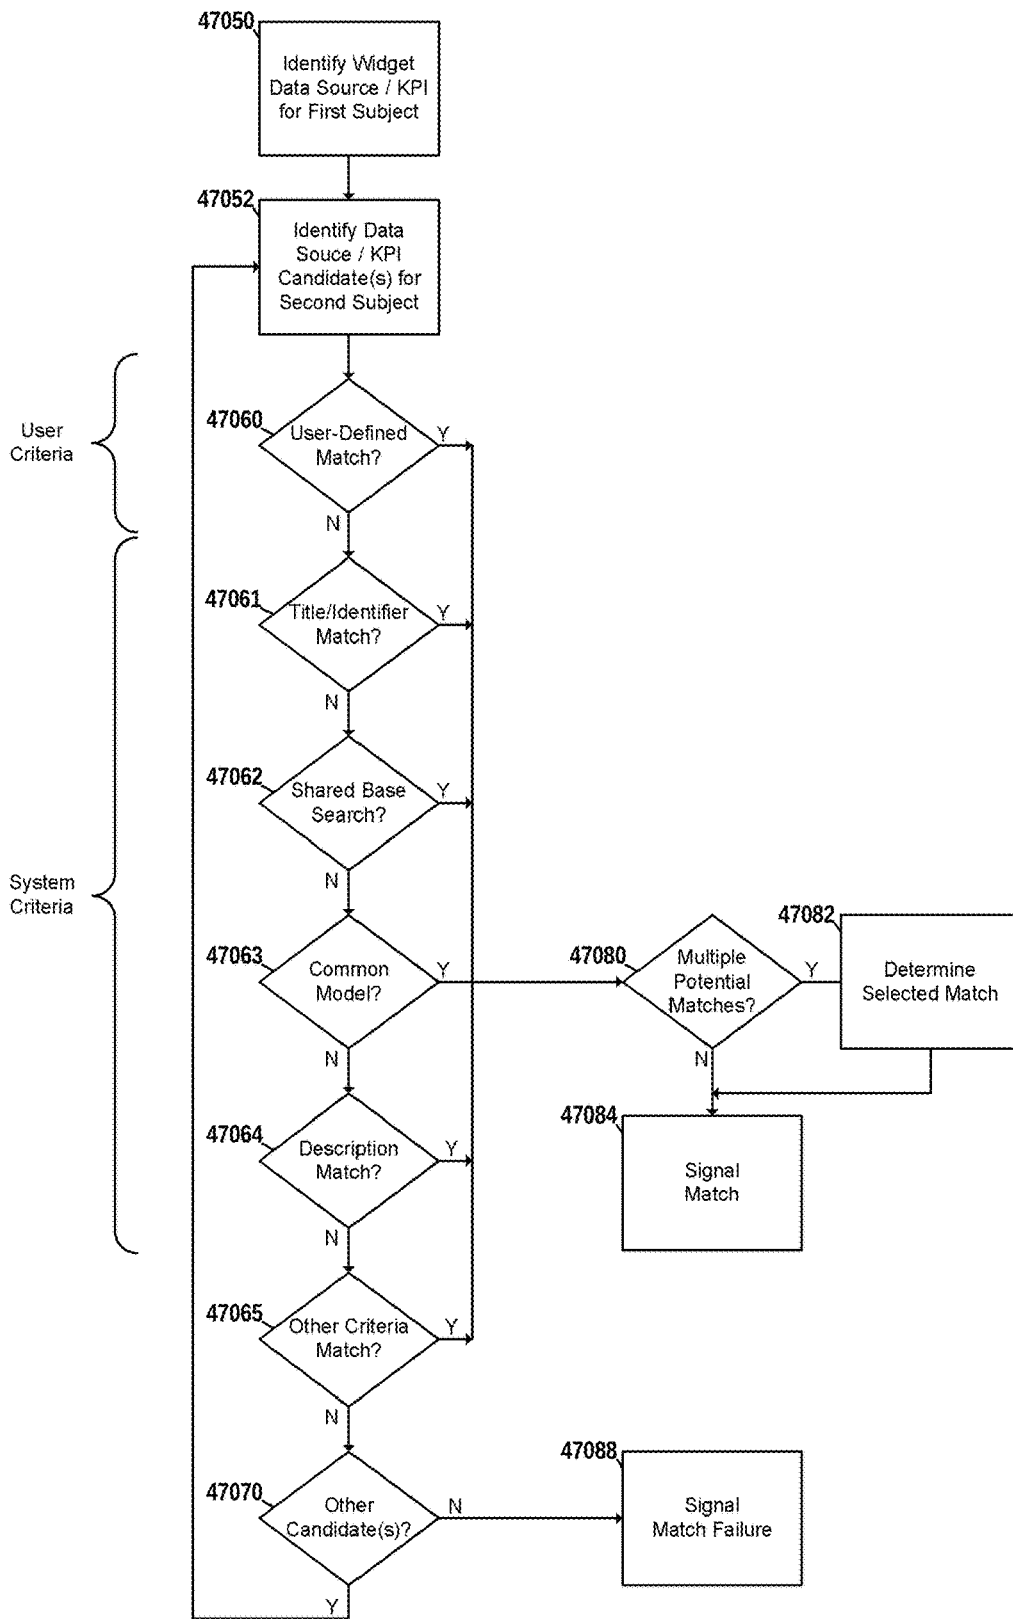 47050
Identify Widget
Data Source / KPI
for First Subject
47052
Identify Data
Souce / KPI
Candidate(s) for
Second Subject
User
Criteria
47060
User-Defined
Match?
Y
N
47061
Title/Identifier
Match?
Y
N
47062
Shared Base
Search?
Y
N
System
Criteria
47063
Common
Model?
Y
N
47080
Multiple
Potential
Matches?
Y
N
47082
Determine
Selected Match
47064
Description
Match?
Y
N
47084
Signal
Match
47065
Other Criteria
Match?
Y
N
47070
Other
Candidate(s)?
N
Y
47088
Signal
Match Failure